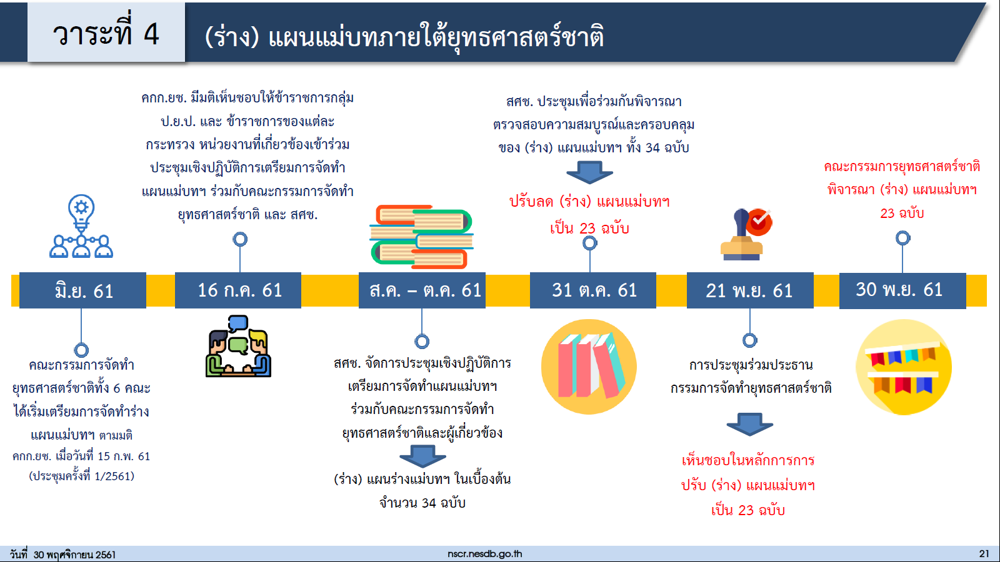 วาระที่ 4
(ร่าง) แผนแม่บทภายใต้ยุทธศาสตร์ชาติ
มิ.ย. 61
คณะกรรมการจัดทำ
ยุทธศาสตร์ชาติทั้ง 6 คณะ
ได้เริ่มเตรียมการจัดทำร่าง
แผนแม่บทฯ ตามมติ
คกก.ยช. เมื่อวันที่ 15 ก.พ. 61
(ประชุมครั้งที่ 1/2561)
คกก.ยช. มีมติเห็นชอบให้ข้าราชการกลุ่ม
ป.ย.ป. และ ข้าราชการของแต่ละ
กระทรวง หน่วยงานที่เกี่ยวข้องเข้าร่วม
ประชุมเชิงปฏิบัติการเตรียมการจัดทำ
แผนแม่บทฯ ร่วมกับคณะกรรมการจัดทำ
ยุทธศาสตร์ชาติ และ สศช.
16 ก.ค. 61
ส.ค. – ต.ค. 61
สศช. จัดการประชุมเชิงปฏิบัติการ
เตรียมการจัดทำแผนแม่บทฯ
ร่วมกับคณะกรรมการจัดทำ
ยุทธศาสตร์ชาติและผู้เกี่ยวข้อง
(ร่าง) แผนร่างแม่บทฯ ในเบื้องต้น
จำนวน 34 ฉบับ
สศช. ประชุมเพื่อร่วมกันพิจารณา
ตรวจสอบความสมบูรณ์และครอบคลุม
ของ (ร่าง) แผนแม่บทฯ ทั้ง 34 ฉบับ
ปรับลด (ร่าง) แผนแม่บทฯ
เป็น 23 ฉบับ
31 ต.ค. 61
21 พ.ย. 61
การประชุมร่วมประธาน
กรรมการจัดทำยุทธศาสตร์ชาติ
เห็นชอบในหลักการการ
ปรับ (ร่าง) แผนแม่บทฯ
เป็น 23 ฉบับ
คณะกรรมการยุทธศาสตร์ชาติ
พิจารณา (ร่าง) แผนแม่บทฯ
23 ฉบับ
30 พ.ย. 61
วันที่ 30 พฤศจิกายน 2561
nscr.nesdb.go.th
21